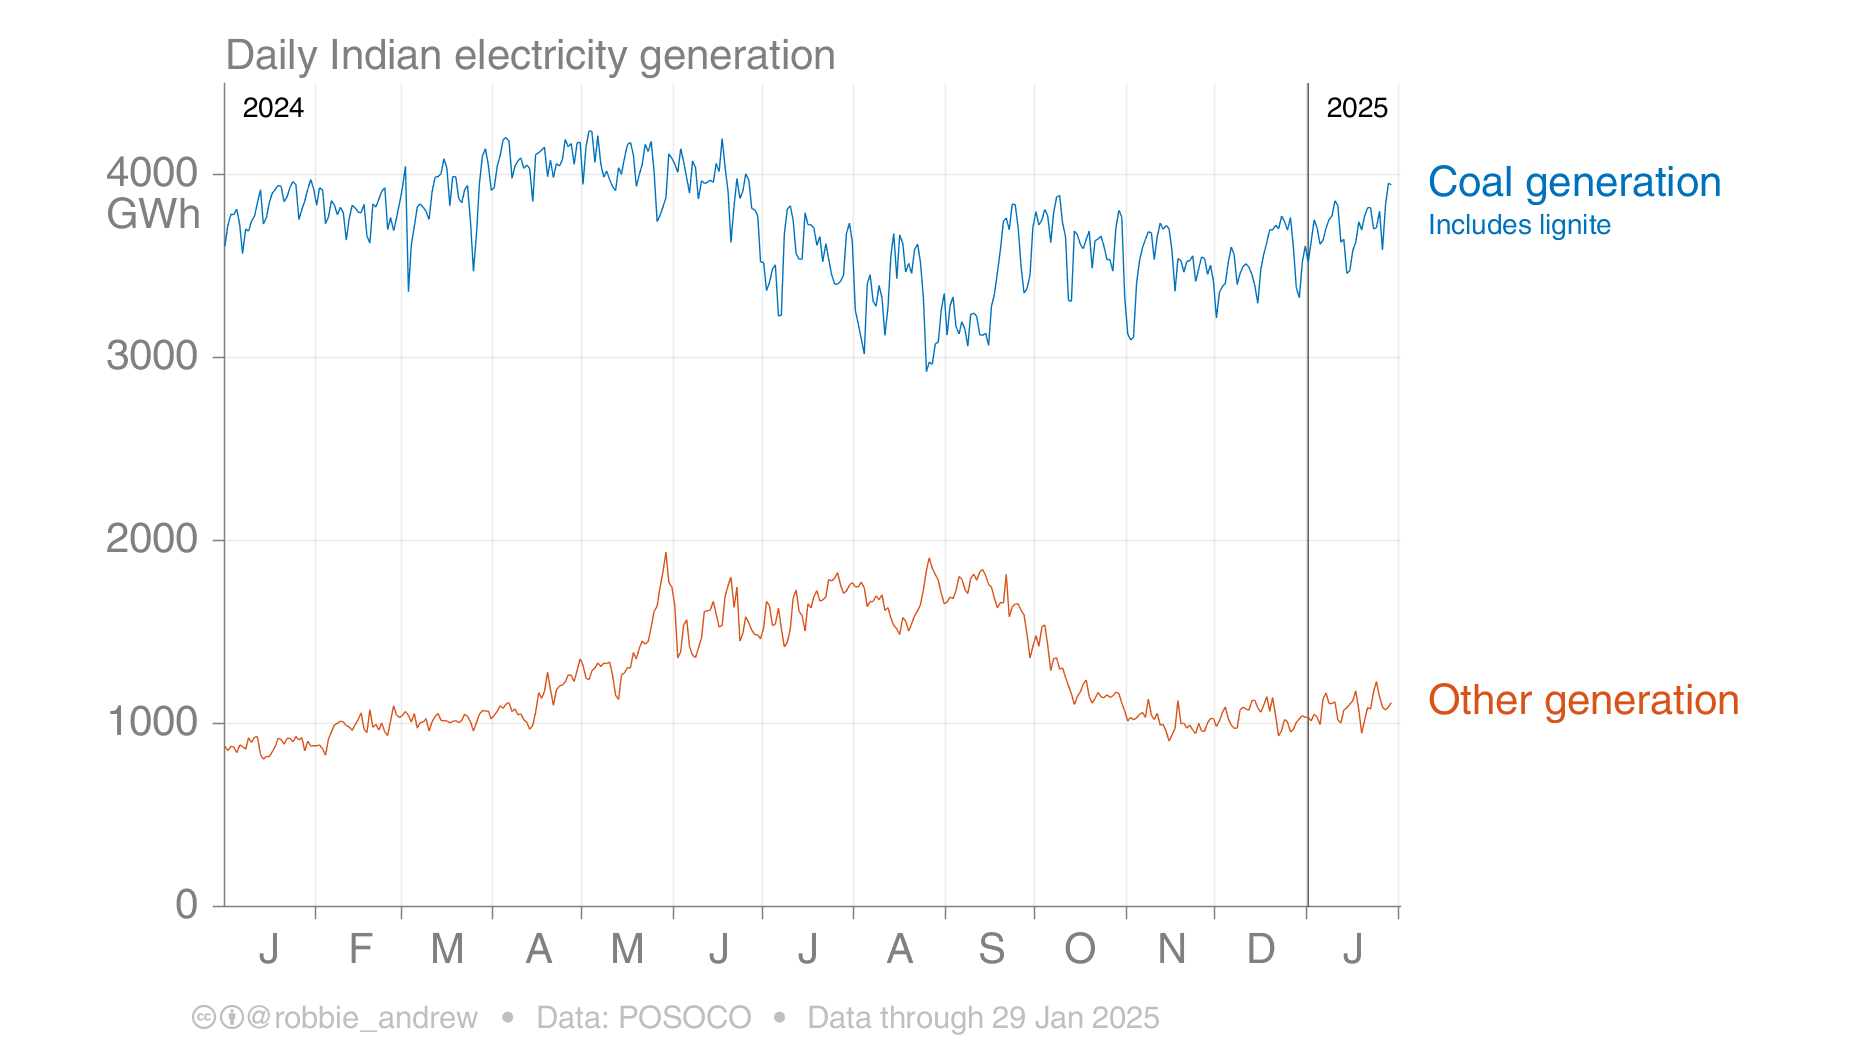 Daily Indian electricity generation
2024
2025
4000
GWh
3000
2000
1000
0
Coal generation
Includes lignite
Other generation
J F M A M J J A S O N D J
@robbie_andrew • Data: POSOCO • Data through 29 Jan 2025